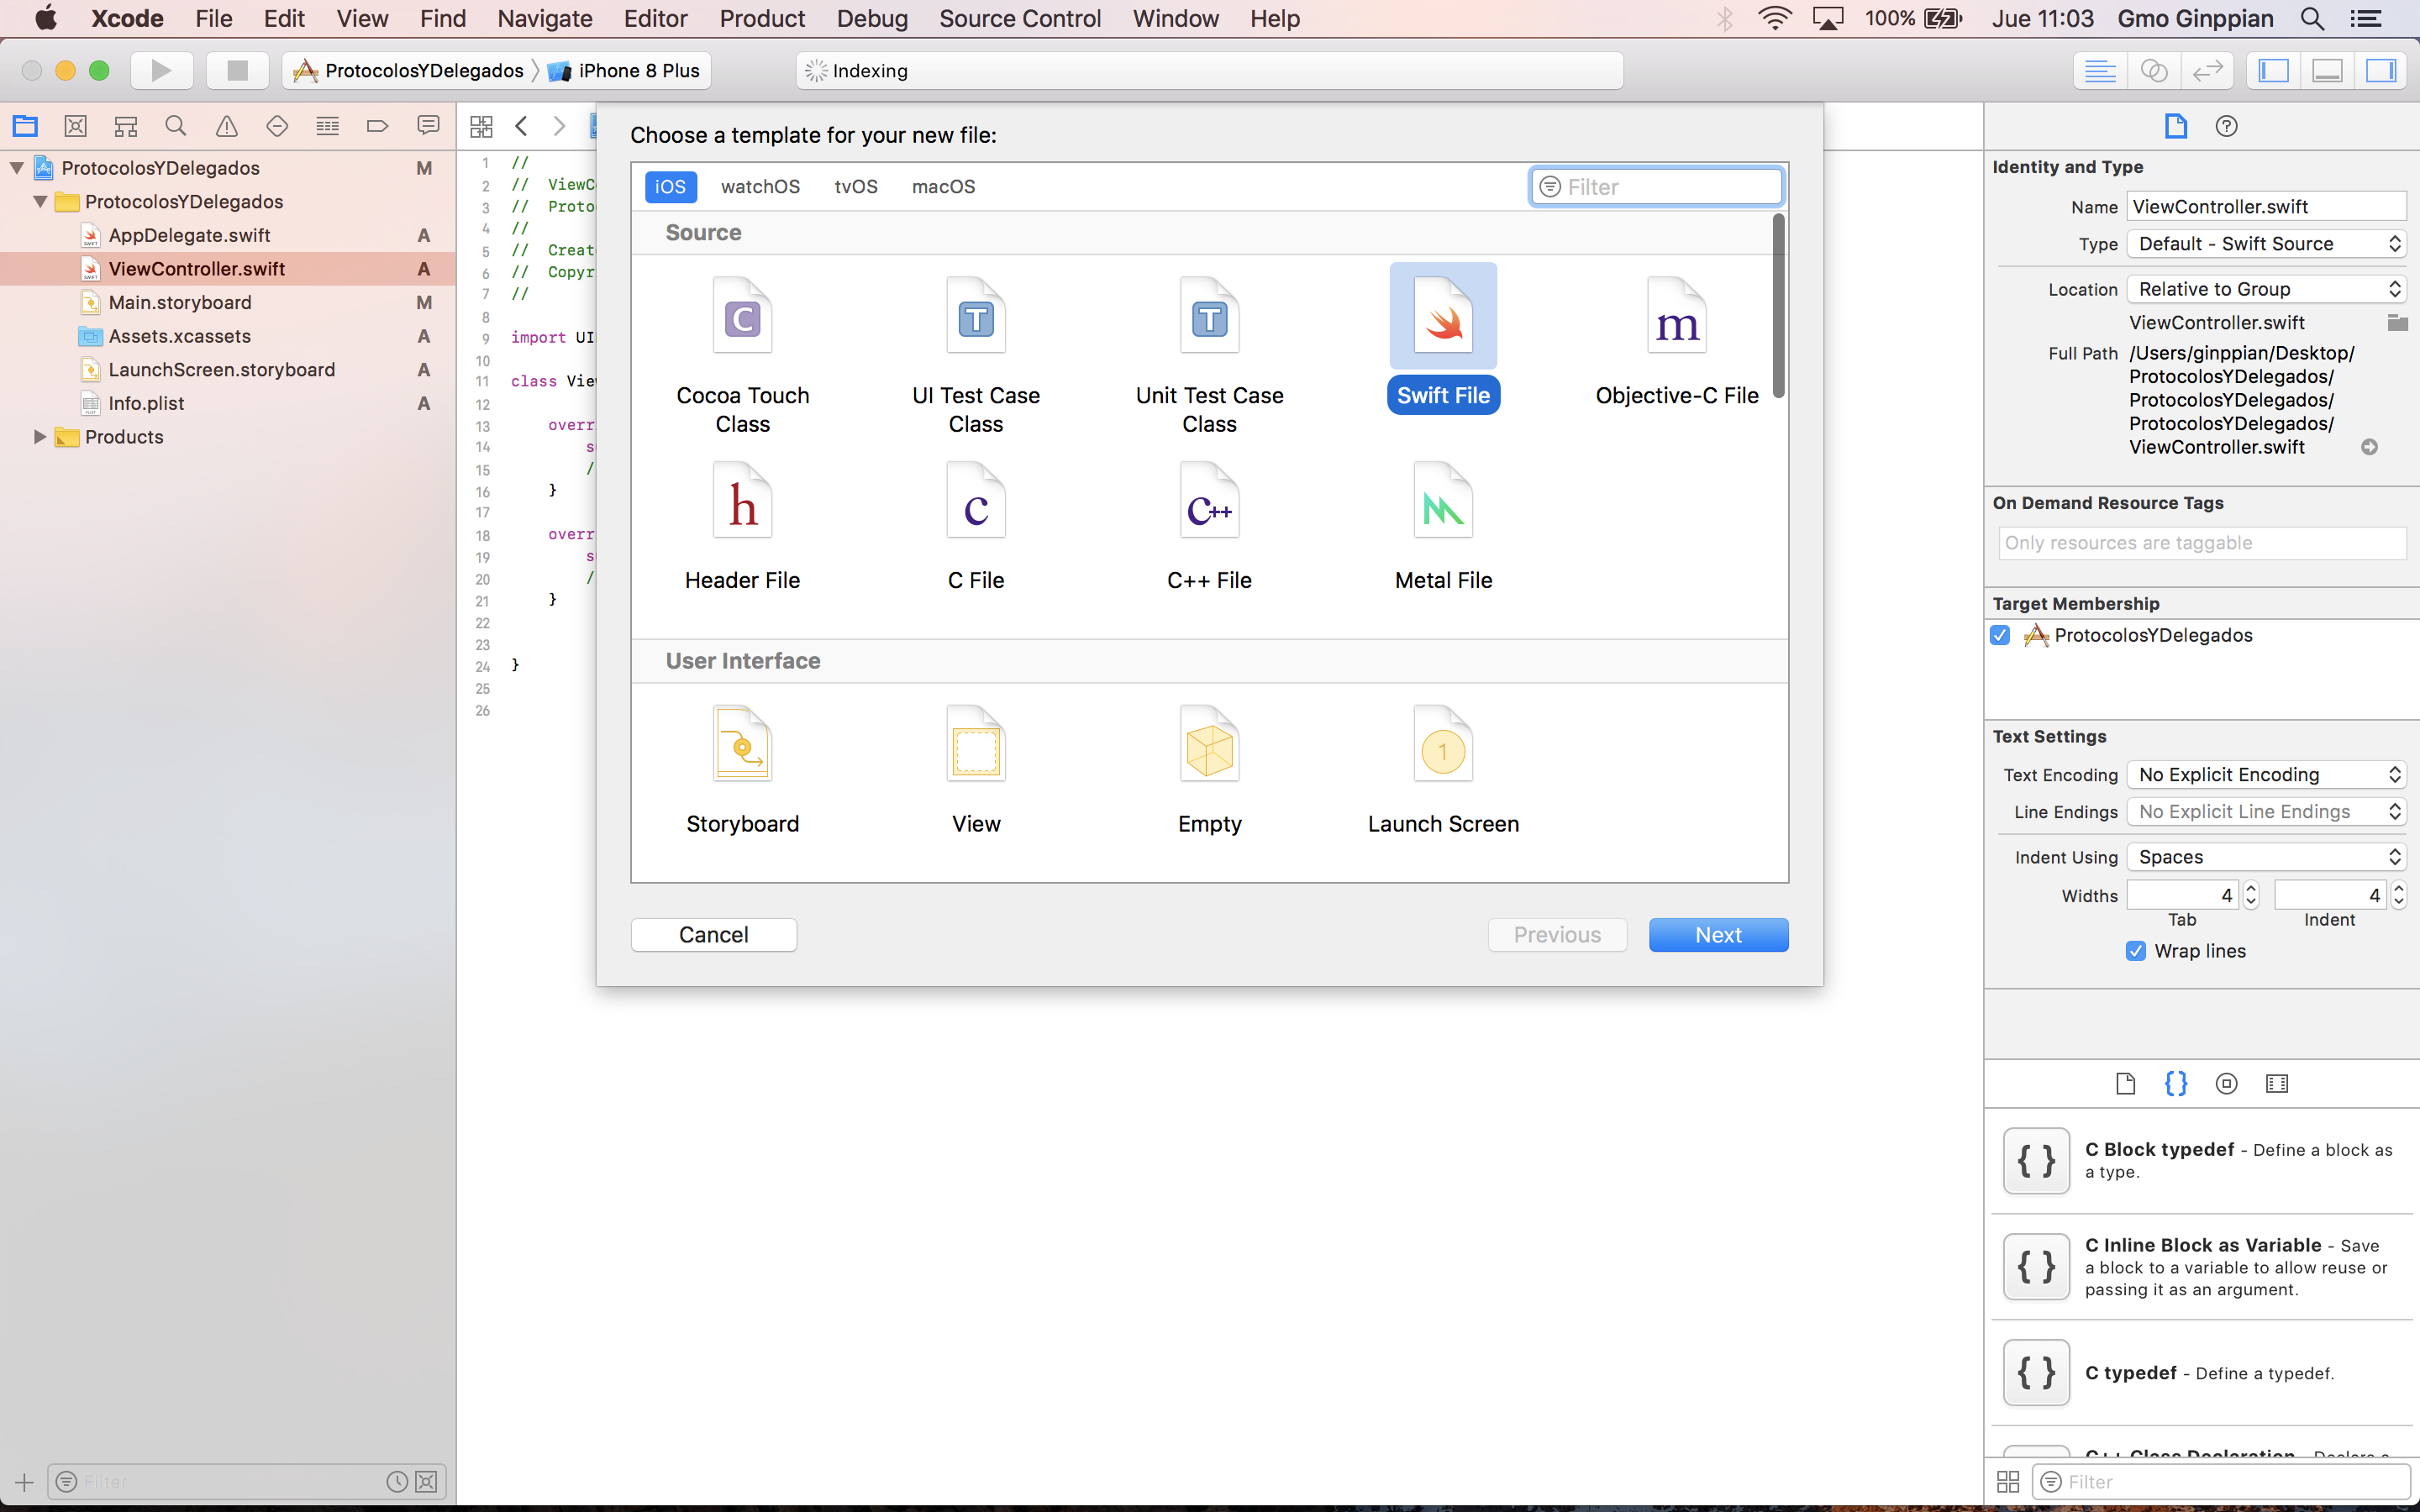 Xcode File Edit View Find Navigate Editor Product Debug Source Control Window Help 100% Jue 11:03 Gmo Ginppian
ProtocolosYDelegados iPhone 8 Plus Indexing
ProtocolosYDelegados M
ProtocolosYDelegados
AppDelegate.swift A
ViewController.swift A
Main.storyboard M
Assets.xcassets A
LaunchScreen.storyboard A
Info.plist A
Products
Filter
1 //
2 // ViewC
3 // Proto
4 //
5 // Creat
6 // Copyr
7 //
8
9 import UI
10
11 class View
12
13 overr
14 s
15 /
16 }
17
18 overr
19 s
20 /
21 }
22
23
24 }
25
26
Choose a template for your new file:
iOS watchOS tvOS macOS Filter
Source
C T T m
Cocoa Touch Class
UI Test Case Class
Unit Test Case Class
Swift File
Objective-C File
h c c++
Header File C File C++ File Metal File
User Interface
1
Storyboard View Empty Launch Screen
Cancel Previous Next
Identity and Type
Name ViewController.swift
Type Default - Swift Source
Location Relative to Group
ViewController.swift
Full Path /Users/ginppian/Desktop/
ProtocolosYDelegados/
ProtocolosYDelegados/
ProtocolosYDelegados/
ViewController.swift
On Demand Resource Tags
Only resources are taggable
Target Membership
ProtocolosYDelegados
Text Settings
Text Encoding No Explicit Encoding
Line Endings No Explicit Line Endings
Indent Using Spaces
Widths 4 4
Tab Indent
Wrap lines
{ }
{ } C Block typedef - Define a block as
a type.
{ } C Inline Block as Variable - Save
a block to a variable to allow reuse or
passing it as an argument.
{ } C typedef - Define a typedef.
C++ Class Declaration - Declare a
Filter